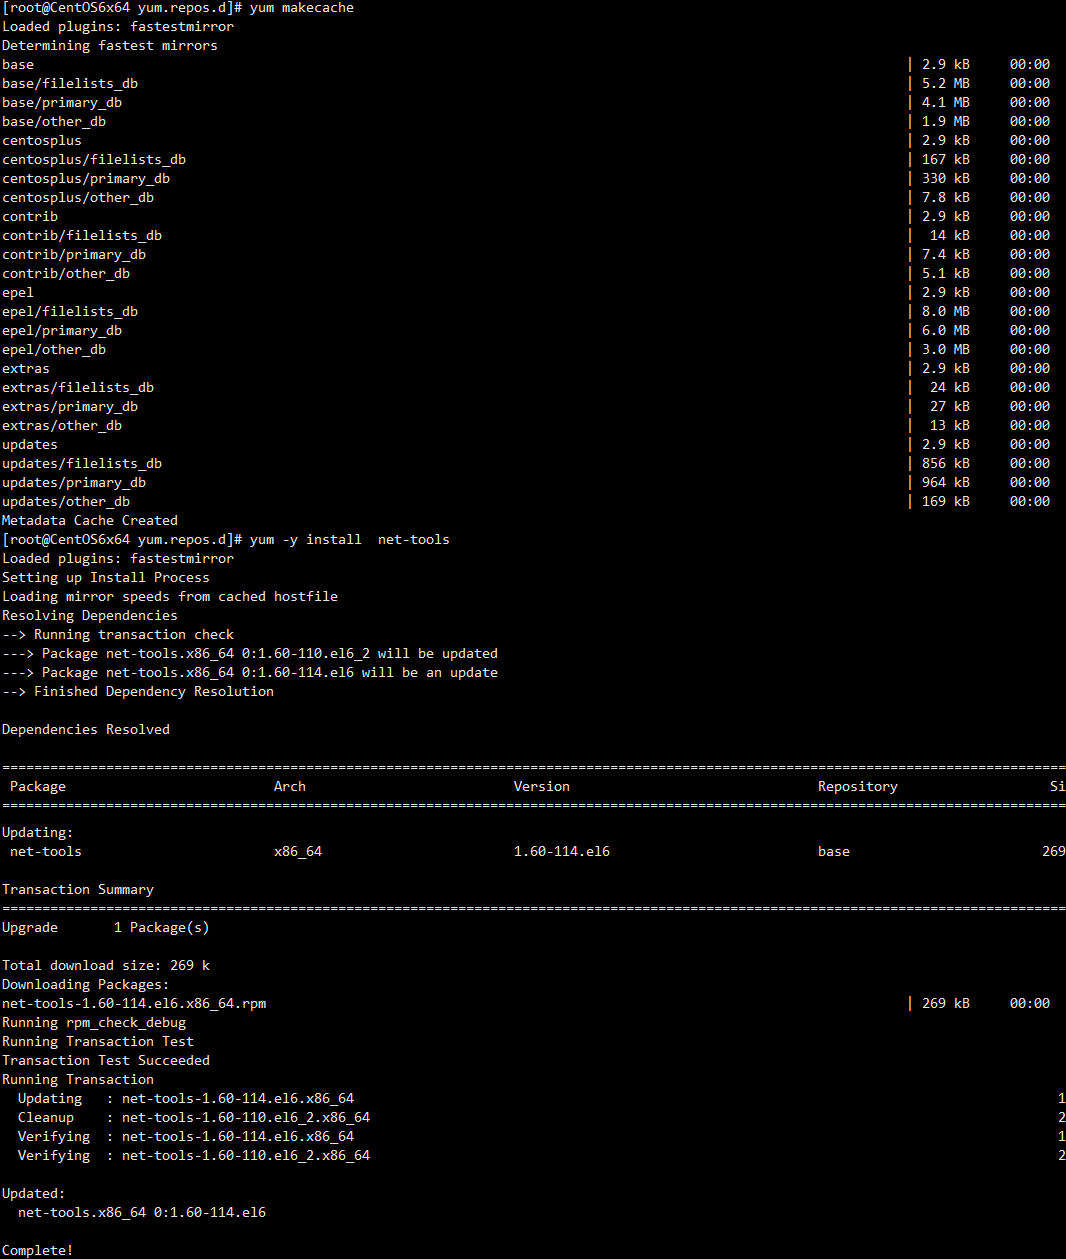 [root@CentOS6x64 yum.repos.d]# yum makecache
Loaded plugins: fastestmirror
Determining fastest mirrors
base | 2.9 kB 00:00
base/filelists_db | 5.2 MB 00:00
base/primary_db | 4.1 MB 00:00
base/other_db | 1.9 MB 00:00
centosplus | 2.9 kB 00:00
centosplus/filelists_db | 167 kB 00:00
centosplus/primary_db | 330 kB 00:00
centosplus/other_db | 7.8 kB 00:00
contrib | 2.9 kB 00:00
contrib/filelists_db | 14 kB 00:00
contrib/primary_db | 7.4 kB 00:00
contrib/other_db | 5.1 kB 00:00
epel | 2.9 kB 00:00
epel/filelists_db | 8.0 MB 00:00
epel/primary_db | 6.0 MB 00:00
epel/other_db | 3.0 MB 00:00
extras | 2.9 kB 00:00
extras/filelists_db | 24 kB 00:00
extras/primary_db | 27 kB 00:00
extras/other_db | 13 kB 00:00
updates | 2.9 kB 00:00
updates/filelists_db | 856 kB 00:00
updates/primary_db | 964 kB 00:00
updates/other_db | 169 kB 00:00
Metadata Cache Created
[root@CentOS6x64 yum.repos.d]# yum -y install  net-tools
Loaded plugins: fastestmirror
Setting up Install Process
Loading mirror speeds from cached hostfile
Resolving Dependencies
--> Running transaction check
---> Package net-tools.x86_64 0:1.60-110.el6_2 will be updated
---> Package net-tools.x86_64 0:1.60-114.el6 will be an update
--> Finished Dependency Resolution
Dependencies Resolved
=====================================================================================================================================
Package Arch Version Repository Si
=====================================================================================================================================
Updating:
net-tools x86_64 1.60-114.el6 base 269
Transaction Summary
=====================================================================================================================================
Upgrade 1 Package(s)
Total download size: 269 k
Downloading Packages:
net-tools-1.60-114.el6.x86_64.rpm | 269 kB 00:00
Running rpm_check_debug
Running Transaction Test
Transaction Test Succeeded
Running Transaction
Updating : net-tools-1.60-114.el6.x86_64 1
Cleanup : net-tools-1.60-110.el6_2.x86_64 2
Verifying : net-tools-1.60-114.el6.x86_64 1
Verifying : net-tools-1.60-110.el6_2.x86_64 2
Updated:
net-tools.x86_64 0:1.60-114.el6
Complete!